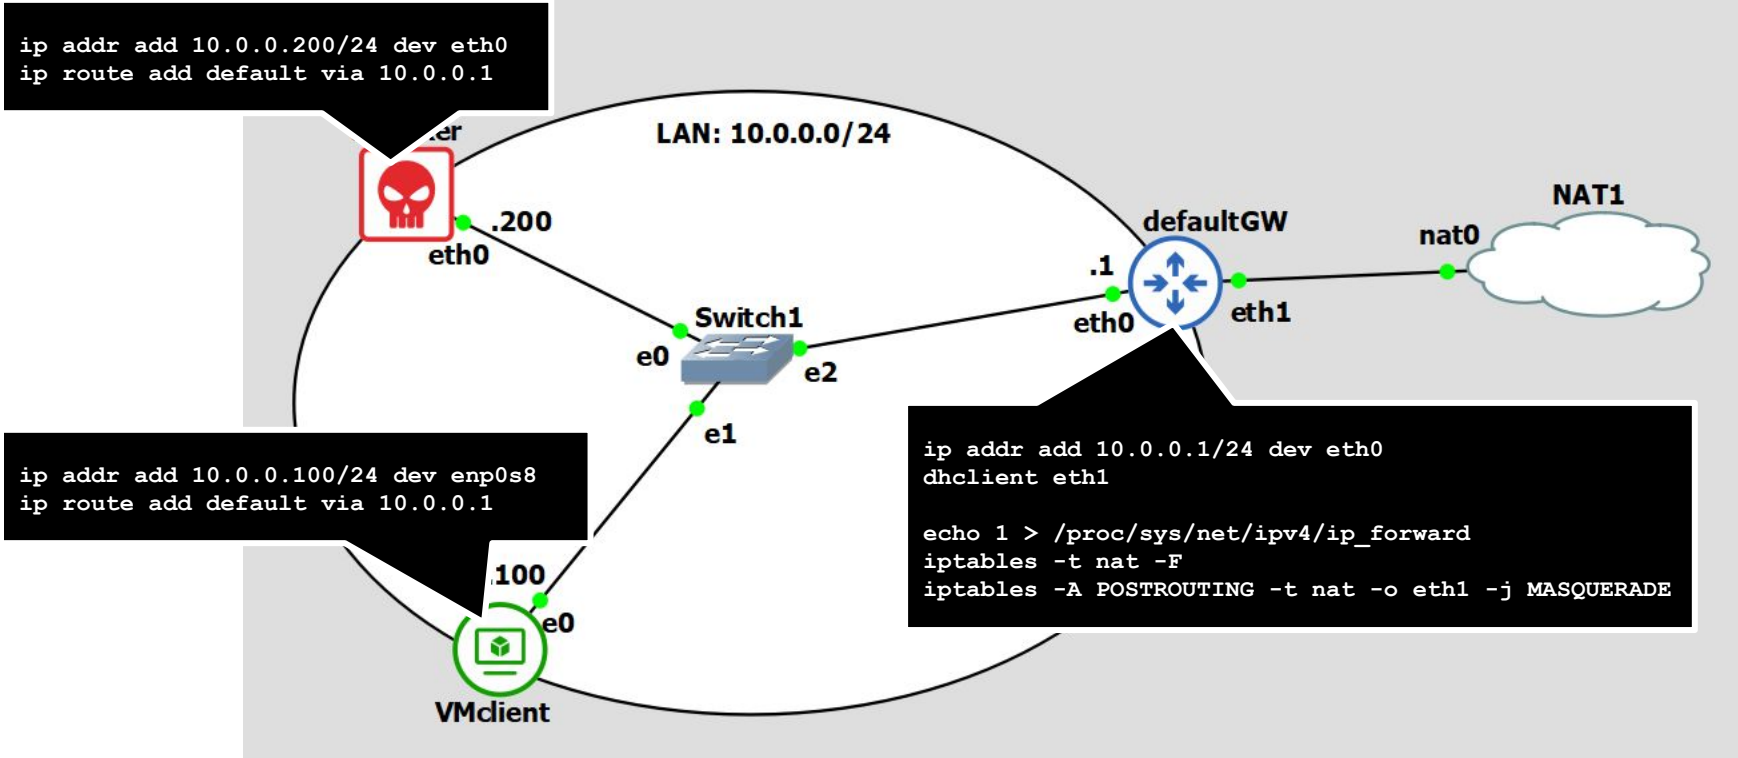 ip addr add 10.0.0.200/24 dev eth0
ip route add default via 10.0.0.1
er
LAN: 10.0.0.0/24
.200
eth0
NAT1
defaultGW
nat0
.1
eth0
eth1
Switch1
e0
e2
e1
ip addr add 10.0.0.100/24 dev enp0s8
ip route add default via 10.0.0.1
ip addr add 10.0.0.1/24 dev eth0
dhclient eth1
echo 1 > /proc/sys/net/ipv4/ip_forward
iptables -t nat -F
iptables -A POSTROUTING -t nat -o eth1 -j MASQUERADE
.100
e0
VMclient